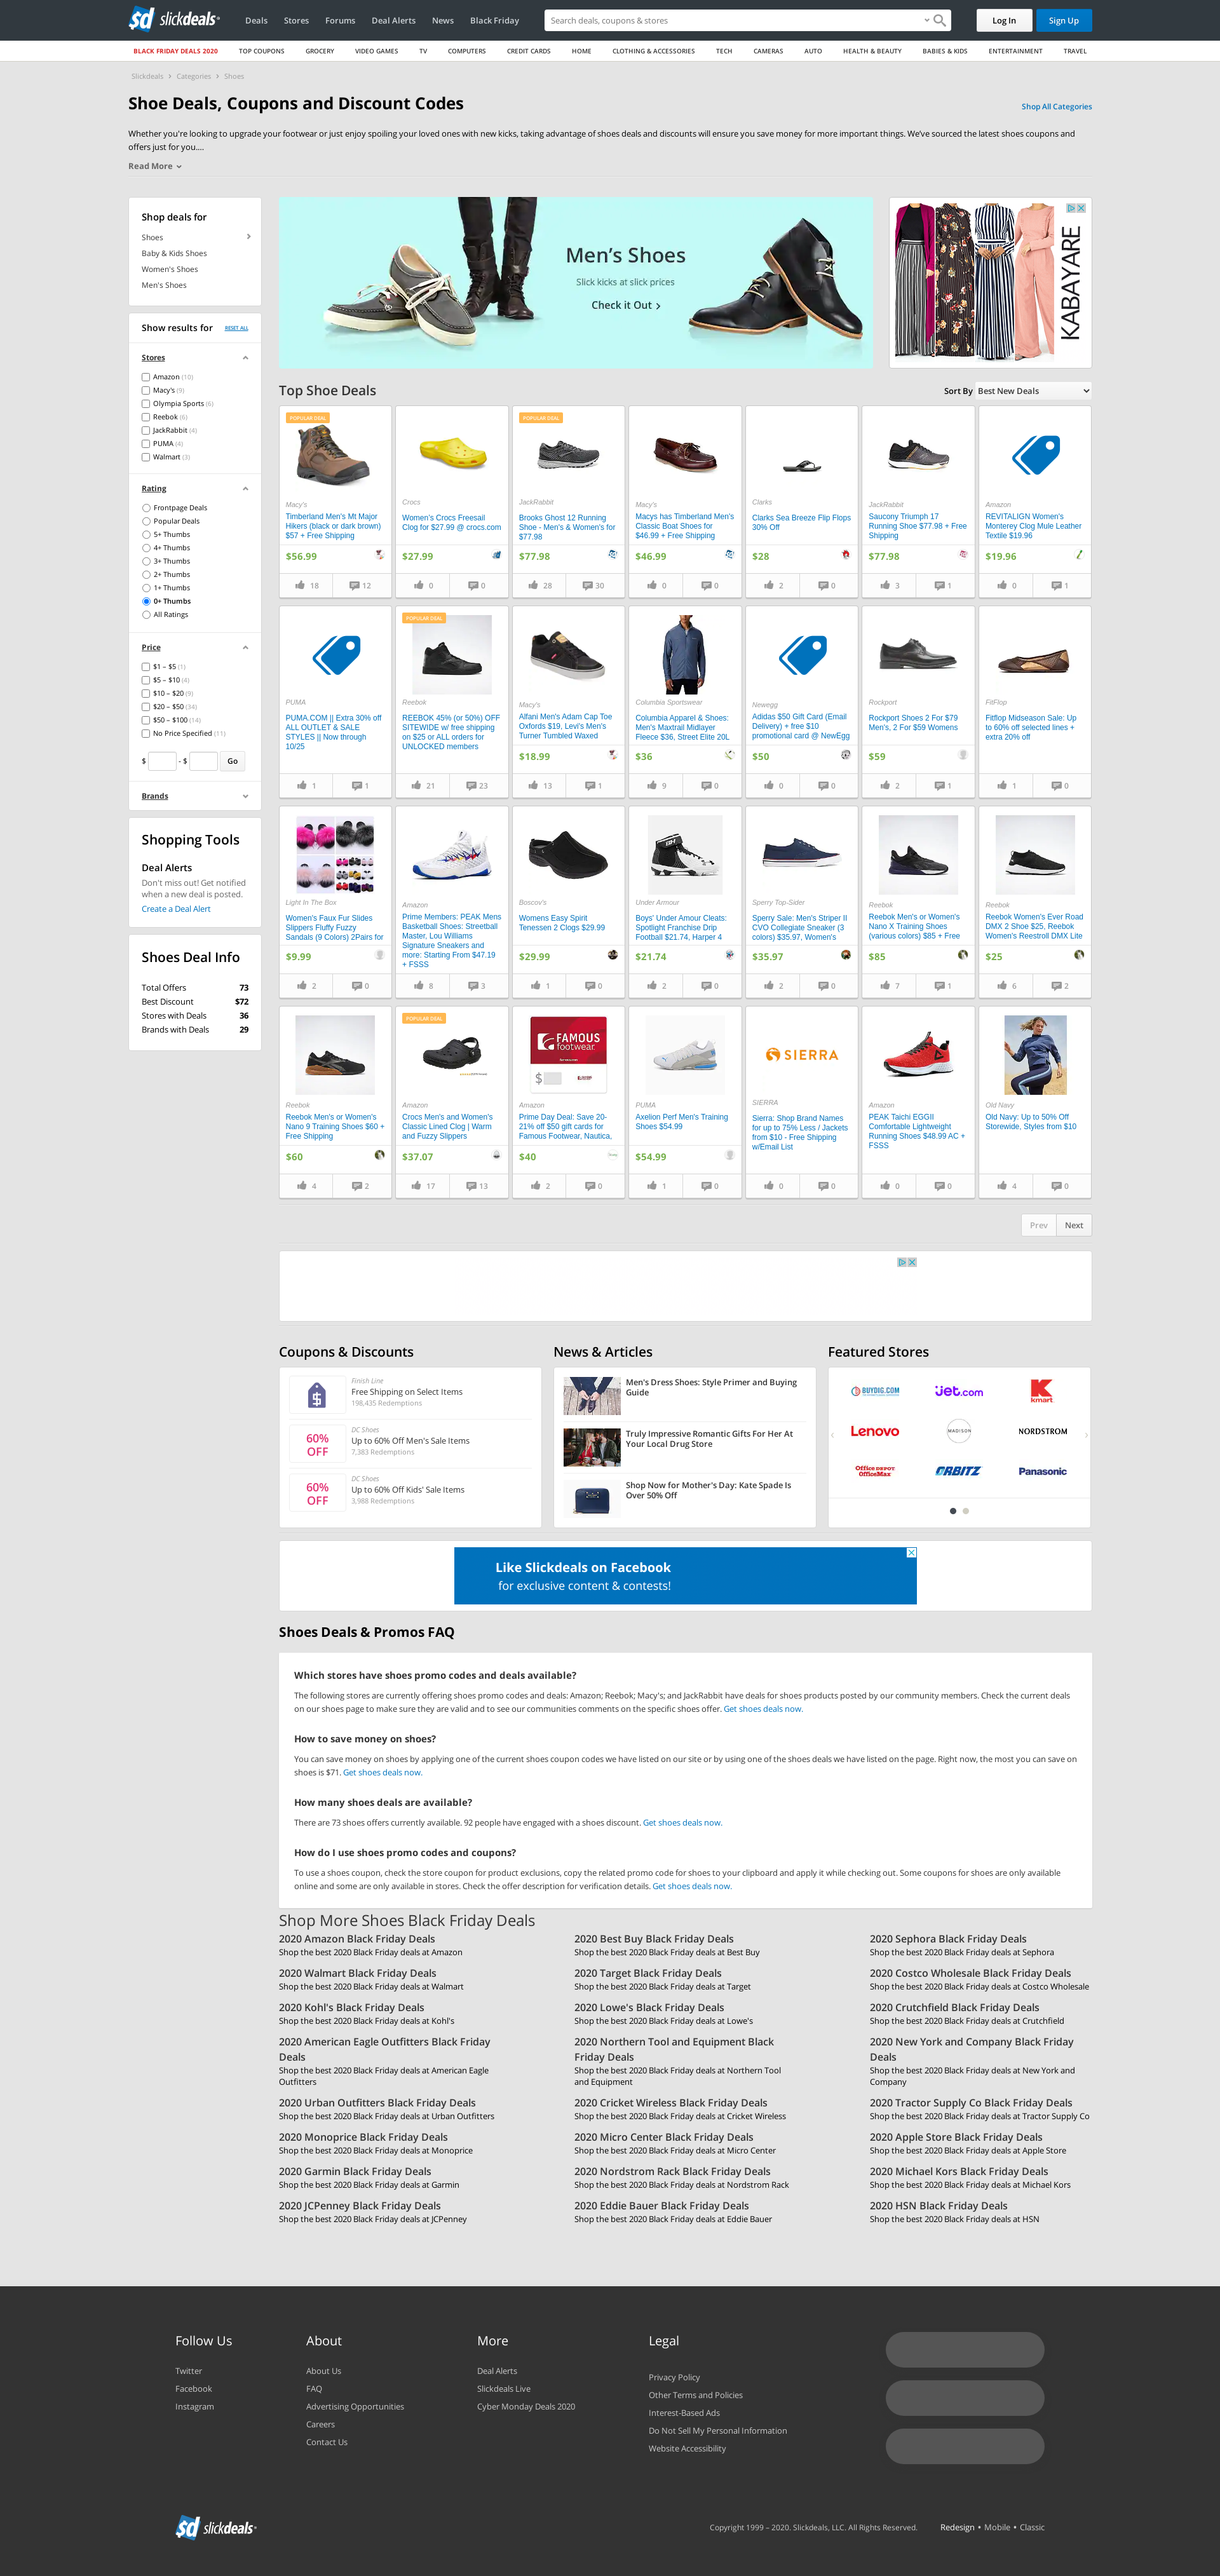 slickdeals
Deals
Stores
Forums
Deal Alerts
News
Black Friday
Search deals, coupons & stores
Log In
Sign Up
BLACK FRIDAY DEALS 2020
TOP COUPONS
GROCERY
VIDEO GAMES
TV
COMPUTERS
CREDIT CARDS
HOME
CLOTHING & ACCESSORIES
TECH
CAMERAS
AUTO
HEALTH & BEAUTY
BABIES & KIDS
ENTERTAINMENT
TRAVEL
Slickdeals › Categories › Shoes
Shoe Deals, Coupons and Discount Codes
Shop All Categories
Whether you're looking to upgrade your footwear or just enjoy spoiling your loved ones with new kicks, taking advantage of shoes deals and discounts will ensure you save money for more important things. We've sourced the latest shoes coupons and
offers just for you....
Read More
Shop deals for
Shoes
Baby & Kids Shoes
Women's Shoes
Men's Shoes
Show results for
RESET ALL
Stores
Amazon (10)
Macy's (9)
Olympia Sports (6)
Reebok (6)
JackRabbit (4)
PUMA (4)
Walmart (3)
Rating
Frontpage Deals
Popular Deals
5+ Thumbs
4+ Thumbs
3+ Thumbs
2+ Thumbs
1+ Thumbs
0+ Thumbs
All Ratings
Price
$1 – $5 (1)
$5 – $10 (4)
$10 – $20 (9)
$20 – $50 (34)
$50 – $100 (14)
No Price Specified (11)
$ - $ Go
Brands
Shopping Tools
Deal Alerts
Don't miss out! Get notified
when a new deal is posted.
Create a Deal Alert
Shoes Deal Info
Total Offers 73
Best Discount $72
Stores with Deals 36
Brands with Deals 29
Men's Shoes
Slick kicks at slick prices
Check it Out ›
KABAYARE
Top Shoe Deals
Sort By Best New Deals
POPULAR DEAL
Macy's
Timberland Men's Mt Major
Hikers (black or dark brown)
$57 + Free Shipping
$56.99
18 12
Crocs
Women's Crocs Freesail
Clog for $27.99 @ crocs.com
$27.99
0 0
POPULAR DEAL
JackRabbit
Brooks Ghost 12 Running
Shoe - Men's & Women's for
$77.98
$77.98
28 30
Macy's
Macys has Timberland Men's
Classic Boat Shoes for
$46.99 + Free Shipping
$46.99
0 0
Clarks
Clarks Sea Breeze Flip Flops
30% Off
$28
2 0
JackRabbit
Saucony Triumph 17
Running Shoe $77.98 + Free
Shipping
$77.98
3 1
Amazon
REVITALIGN Women's
Monterey Clog Mule Leather
Textile $19.96
$19.96
0 1
PUMA
PUMA.COM || Extra 30% off
ALL OUTLET & SALE
STYLES || Now through
10/25
1 1
POPULAR DEAL
Reebok
REEBOK 45% (or 50%) OFF
SITEWIDE w/ free shipping
on $25 or ALL orders for
UNLOCKED members
21 23
Macy's
Alfani Men's Adam Cap Toe
Oxfords $19, Levi's Men's
Turner Tumbled Waxed
$18.99
13 1
Columbia Sportswear
Columbia Apparel & Shoes:
Men's Maxtrail Midlayer
Fleece $36, Street Elite 20L
$36
9 0
Newegg
Adidas $50 Gift Card (Email
Delivery) + free $10
promotional card @ NewEgg
$50
0 0
Rockport
Rockport Shoes 2 For $79
Men's, 2 For $59 Womens
$59
2 1
FitFlop
Fitflop Midseason Sale: Up
to 60% off selected lines +
extra 20% off
1 0
Light In The Box
Women's Faux Fur Slides
Slippers Fluffy Fuzzy
Sandals (9 Colors) 2Pairs for
$9.99
2 0
Amazon
Prime Members: PEAK Mens
Basketball Shoes: Streetball
Master, Lou Williams
Signature Sneakers and
more: Starting From $47.19
+ FSSS
8 3
Boscov's
Womens Easy Spirit
Tenessen 2 Clogs $29.99
$29.99
1 0
Under Armour
Boys' Under Amour Cleats:
Spotlight Franchise Drip
Football $21.74, Harper 4
$21.74
2 0
Sperry Top-Sider
Sperry Sale: Men's Striper II
CVO Collegiate Sneaker (3
colors) $35.97, Women's
$35.97
2 0
Reebok
Reebok Men's or Women's
Nano X Training Shoes
(various colors) $85 + Free
$85
7 1
Reebok
Reebok Women's Ever Road
DMX 2 Shoe $25, Reebok
Women's Reestroll DMX Lite
$25
6 2
Reebok
Reebok Men's or Women's
Nano 9 Training Shoes $60 +
Free Shipping
$60
4 2
POPULAR DEAL
Amazon
Crocs Men's and Women's
Classic Lined Clog | Warm
and Fuzzy Slippers
$37.07
17 13
FAMOUS
footwear.
$
Amazon
Prime Day Deal: Save 20-
21% off $50 gift cards for
Famous Footwear, Nautica,
$40
2 0
PUMA
Axelion Perf Men's Training
Shoes $54.99
$54.99
1 0
SIERRA
SIERRA
Sierra: Shop Brand Names
for up to 75% Less / Jackets
from $10 - Free Shipping
w/Email List
0 0
Amazon
PEAK Taichi EGGII
Comfortable Lightweight
Running Shoes $48.99 AC +
FSSS
0 0
Old Navy
Old Navy: Up to 50% Off
Storewide, Styles from $10
4 0
Prev Next
Coupons & Discounts
Finish Line
Free Shipping on Select Items
198,435 Redemptions
60%
OFF
DC Shoes
Up to 60% Off Men's Sale Items
7,383 Redemptions
60%
OFF
DC Shoes
Up to 60% Off Kids' Sale Items
3,988 Redemptions
News & Articles
Men's Dress Shoes: Style Primer and Buying
Guide
Truly Impressive Romantic Gifts For Her At
Your Local Drug Store
Shop Now for Mother's Day: Kate Spade Is
Over 50% Off
Featured Stores
BUYDIG.COM
Jet.com
kmart
Lenovo
MADISON
NORDSTROM
Office DEPOT
OfficeMax
ORBITZ
Panasonic
Like Slickdeals on Facebook
for exclusive content & contests!
Shoes Deals & Promos FAQ
Which stores have shoes promo codes and deals available?
The following stores are currently offering shoes promo codes and deals: Amazon; Reebok; Macy's; and JackRabbit have deals for shoes products posted by our community members. Check the current deals
on our shoes page to make sure they are valid and to see our communities comments on the specific shoes offer. Get shoes deals now.
How to save money on shoes?
You can save money on shoes by applying one of the current shoes coupon codes we have listed on our site or by using one of the shoes deals we have listed on the page. Right now, the most you can save on
shoes is $71. Get shoes deals now.
How many shoes deals are available?
There are 73 shoes offers currently available. 92 people have engaged with a shoes discount. Get shoes deals now.
How do I use shoes promo codes and coupons?
To use a shoes coupon, check the store coupon for product exclusions, copy the related promo code for shoes to your clipboard and apply it while checking out. Some coupons for shoes are only available
online and some are only available in stores. Check the offer description for verification details. Get shoes deals now.
Shop More Shoes Black Friday Deals
2020 Amazon Black Friday Deals
Shop the best 2020 Black Friday deals at Amazon
2020 Best Buy Black Friday Deals
Shop the best 2020 Black Friday deals at Best Buy
2020 Sephora Black Friday Deals
Shop the best 2020 Black Friday deals at Sephora
2020 Walmart Black Friday Deals
Shop the best 2020 Black Friday deals at Walmart
2020 Target Black Friday Deals
Shop the best 2020 Black Friday deals at Target
2020 Costco Wholesale Black Friday Deals
Shop the best 2020 Black Friday deals at Costco Wholesale
2020 Kohl's Black Friday Deals
Shop the best 2020 Black Friday deals at Kohl's
2020 Lowe's Black Friday Deals
Shop the best 2020 Black Friday deals at Lowe's
2020 Crutchfield Black Friday Deals
Shop the best 2020 Black Friday deals at Crutchfield
2020 American Eagle Outfitters Black Friday
Deals
Shop the best 2020 Black Friday deals at American Eagle
Outfitters
2020 Northern Tool and Equipment Black
Friday Deals
Shop the best 2020 Black Friday deals at Northern Tool
and Equipment
2020 New York and Company Black Friday
Deals
Shop the best 2020 Black Friday deals at New York and
Company
2020 Urban Outfitters Black Friday Deals
Shop the best 2020 Black Friday deals at Urban Outfitters
2020 Cricket Wireless Black Friday Deals
Shop the best 2020 Black Friday deals at Cricket Wireless
2020 Tractor Supply Co Black Friday Deals
Shop the best 2020 Black Friday deals at Tractor Supply Co
2020 Monoprice Black Friday Deals
Shop the best 2020 Black Friday deals at Monoprice
2020 Micro Center Black Friday Deals
Shop the best 2020 Black Friday deals at Micro Center
2020 Apple Store Black Friday Deals
Shop the best 2020 Black Friday deals at Apple Store
2020 Garmin Black Friday Deals
Shop the best 2020 Black Friday deals at Garmin
2020 Nordstrom Rack Black Friday Deals
Shop the best 2020 Black Friday deals at Nordstrom Rack
2020 Michael Kors Black Friday Deals
Shop the best 2020 Black Friday deals at Michael Kors
2020 JCPenney Black Friday Deals
Shop the best 2020 Black Friday deals at JCPenney
2020 Eddie Bauer Black Friday Deals
Shop the best 2020 Black Friday deals at Eddie Bauer
2020 HSN Black Friday Deals
Shop the best 2020 Black Friday deals at HSN
Follow Us
Twitter
Facebook
Instagram
About
About Us
FAQ
Advertising Opportunities
Careers
Contact Us
More
Deal Alerts
Slickdeals Live
Cyber Monday Deals 2020
Legal
Privacy Policy
Other Terms and Policies
Interest-Based Ads
Do Not Sell My Personal Information
Website Accessibility
slickdeals
Copyright 1999 – 2020. Slickdeals, LLC. All Rights Reserved.
Redesign • Mobile • Classic